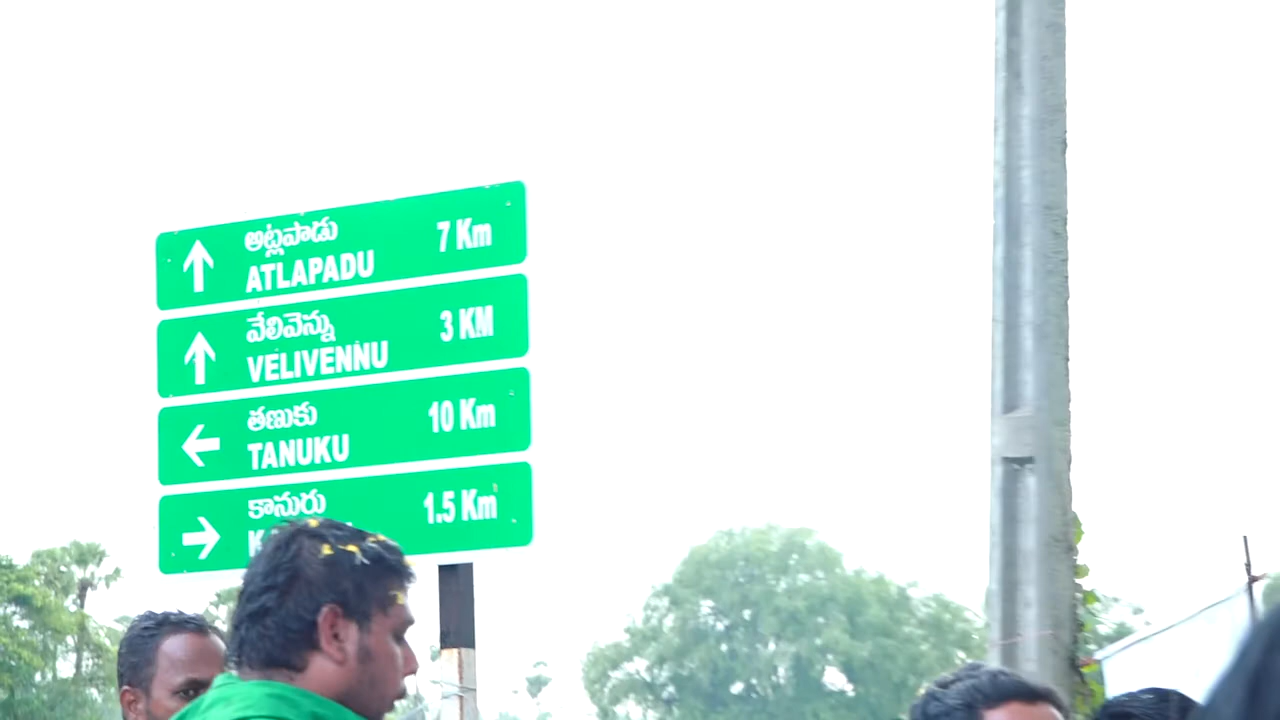 అట్లపాడు
ATLAPADU 7 Km
వేలివెన్ను
VELIVENNU 3 KM
తణుకు
TANUKU 10 Km
కానురు
1.5 Km